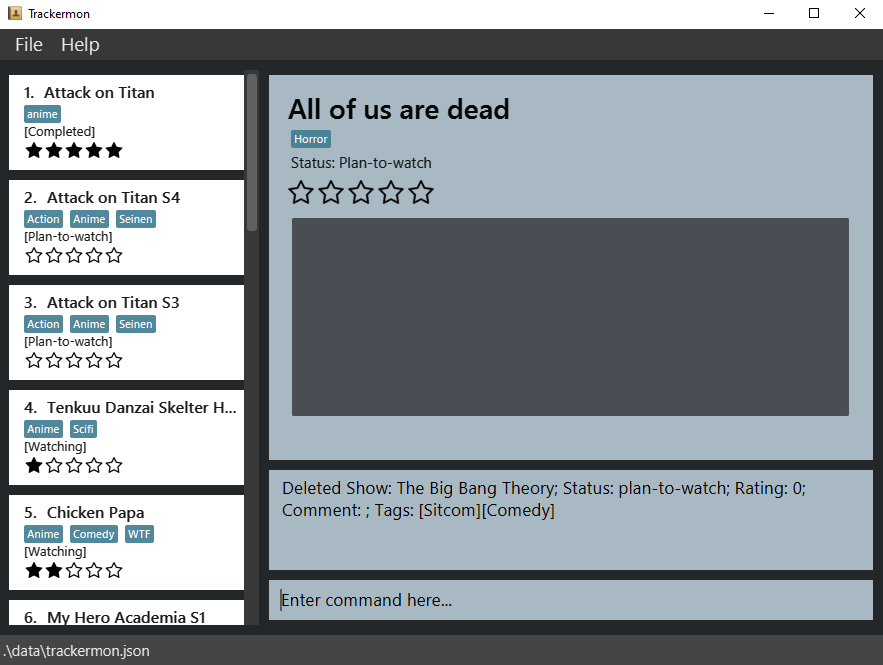 Trackermon
File Help
1. Attack on Titan
anime
[Completed]
2. Attack on Titan S4
Action Anime Seinen
[Plan-to-watch]
3. Attack on Titan S3
Action Anime Seinen
[Plan-to-watch]
4. Tenkuu Danzai Skelter H...
Anime Scifi
[Watching]
5. Chicken Papa
Anime Comedy WTF
[Watching]
6. My Hero Academia S1
All of us are dead
Horror
Status: Plan-to-watch
Deleted Show: The Big Bang Theory; Status: plan-to-watch; Rating: 0;
Comment: ; Tags: [Sitcom][Comedy]
Enter command here...
.\data\trackermon.json